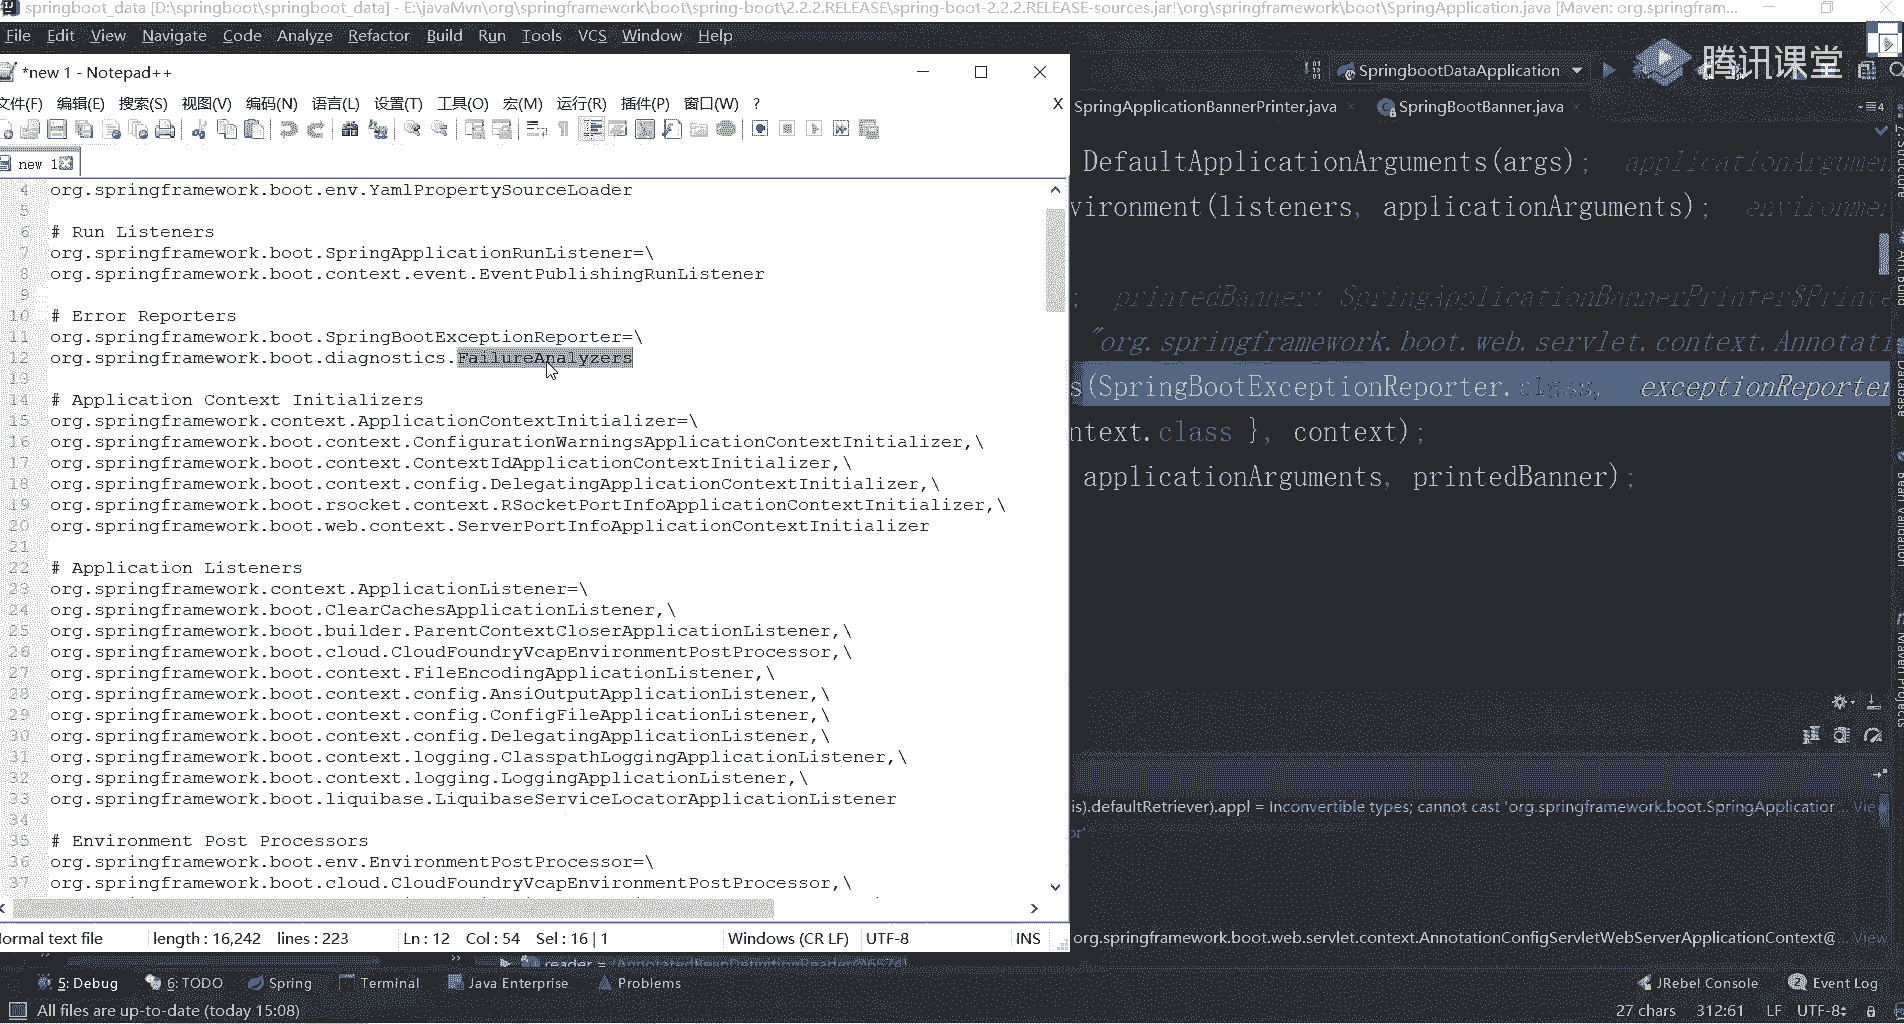 springboot_data [D:\springboot\springboot_data] - E:\javaMvn\org\springframework\boot\spring-boot\2.2.2.RELEASE\spring-boot-2.2.2.RELEASE-sources.jar!\org\springframework\boot\SpringApplication.java [Maven: org.springfram...
File Edit View Navigate Code Analyze Refactor Build Run Tools VCS Window Help
*new 1 - Notepad++
文件(F) 编辑(E) 搜索(S) 视图(V) 编码(N) 语言(L) 设置(T) 工具(O) 宏(M) 运行(R) 插件(P) 窗口(W) ? X
new 1
4 org.springframework.boot.env.YamlPropertySourceLoader
5
6 # Run Listeners
7 org.springframework.boot.SpringApplicationRunListener=\
8 org.springframework.boot.context.event.EventPublishingRunListener
9
10 # Error Reporters
11 org.springframework.boot.SpringBootExceptionReporter=\
12 org.springframework.boot.diagnostics.FailureAnalyzers
13
14 # Application Context Initializers
15 org.springframework.context.ApplicationContextInitializer=\
16 org.springframework.boot.context.ConfigurationWarningsApplicationContextInitializer,\
17 org.springframework.boot.context.ContextIdApplicationContextInitializer,\
18 org.springframework.boot.context.config.DelegatingApplicationContextInitializer,\
19 org.springframework.boot.rsocket.context.RSocketPortInfoApplicationContextInitializer,\
20 org.springframework.boot.web.context.ServerPortInfoApplicationContextInitializer
21
22 # Application Listeners
23 org.springframework.context.ApplicationListener=\
24 org.springframework.boot.ClearCachesApplicationListener,\
25 org.springframework.boot.builder.ParentContextCloserApplicationListener,\
26 org.springframework.boot.cloud.CloudFoundryVcapEnvironmentPostProcessor,\
27 org.springframework.boot.context.FileEncodingApplicationListener,\
28 org.springframework.boot.context.config.AnsiOutputApplicationListener,\
29 org.springframework.boot.context.config.ConfigFileApplicationListener,\
30 org.springframework.boot.context.config.DelegatingApplicationListener,\
31 org.springframework.boot.context.logging.ClasspathLoggingApplicationListener,\
32 org.springframework.boot.context.logging.LoggingApplicationListener,\
33 org.springframework.boot.liquibase.LiquibaseServiceLocatorApplicationListener
34
35 # Environment Post Processors
36 org.springframework.boot.env.EnvironmentPostProcessor=\
37 org.springframework.boot.cloud.CloudFoundryVcapEnvironmentPostProcessor,\
ormal text file length : 16,242 lines : 223 Ln : 12 Col : 54 Sel : 16 | 1 Windows (CR LF) UTF-8 INS
SpringbootDataApplication
腾讯课堂
SpringApplicationBannerPrinter.java SpringBootBanner.java
DefaultApplicationArguments(args); applicationArgumen
vironment(listeners, applicationArguments); environmen
; printedBanner: SpringApplicationBannerPrinter$Printe
"org.springframework.boot.web.servlet.context.Annotati
s(SpringBootExceptionReporter.class, exceptionReporter
ntext.class }, context);
applicationArguments, printedBanner);
is).defaultRetriever).appl = Inconvertible types; cannot cast 'org.springframework.boot.SpringApplication ... View
or'
org.springframework.boot.web.servlet.context.AnnotationConfigServletWebServerApplicationContext@... View
reader = {AnnotatedBeanDefinitionReader@6574}
5: Debug 6: TODO Spring Terminal Java Enterprise Problems JRebel Console 2 Event Log
All files are up-to-date (today 15:08) 27 chars 312:61 LF UTF-8